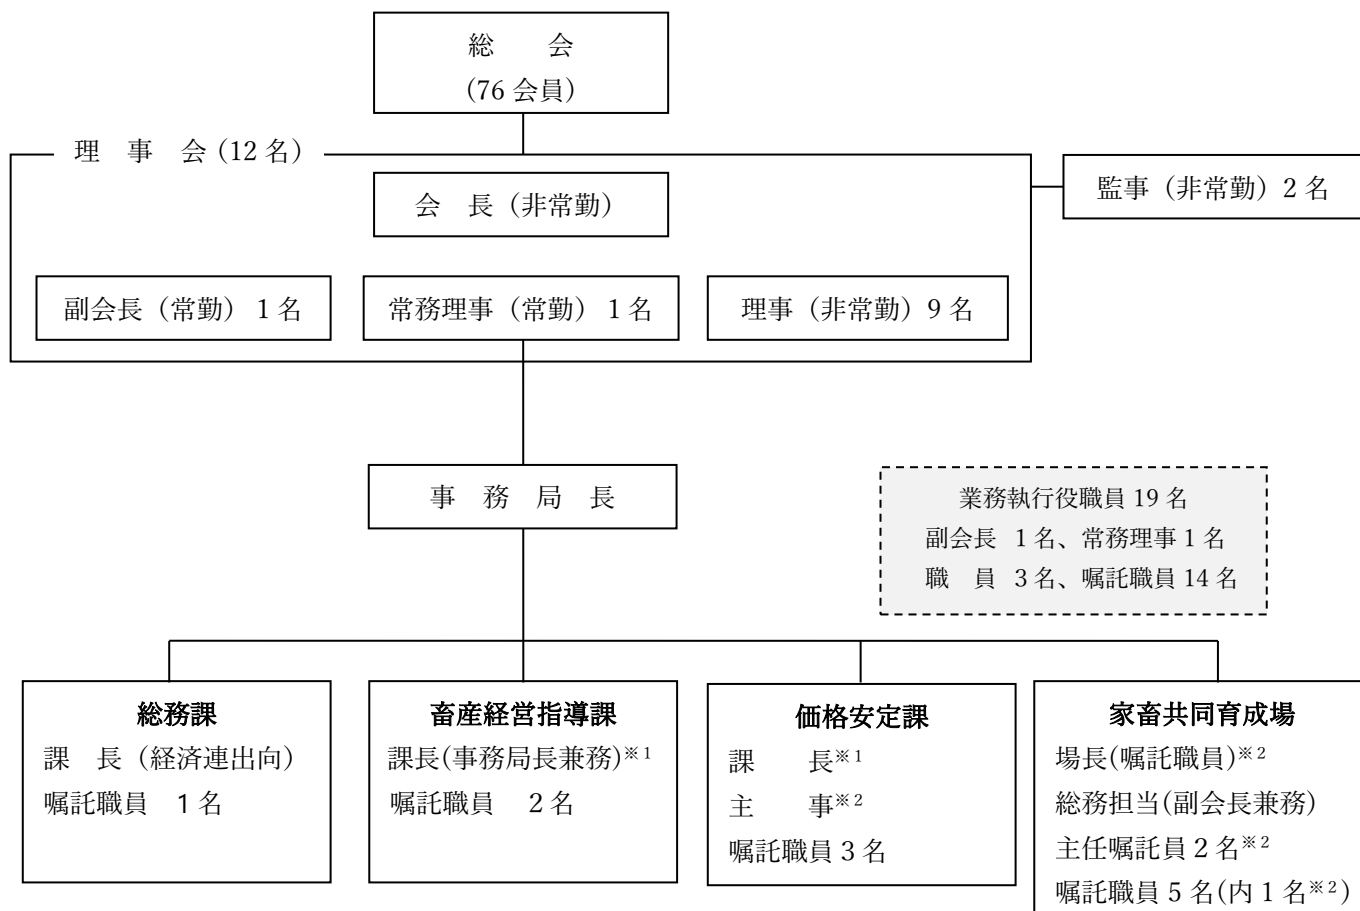 総　会
(76 会員)
理　事　会 (12 名)
会　長 (非常勤)
監事 (非常勤) 2 名
副会長 (常勤) 1 名
常務理事 (常勤) 1 名
理事 (非常勤) 9 名
事　務　局　長
業務執行役職員 19 名
副会長　1 名、常務理事 1 名
職　員　3 名、嘱託職員 14 名
総務課
課　長 (経済連出向)
嘱託職員　1 名
畜産経営指導課
課長(事務局長兼務)※1
嘱託職員　2 名
価格安定課
課　　長※1
主　　事※2
嘱託職員 3 名
家畜共同育成場
場長(嘱託職員)※2
総務担当(副会長兼務)
主任嘱託員 2 名※2
嘱託職員 5 名(内 1 名※2)